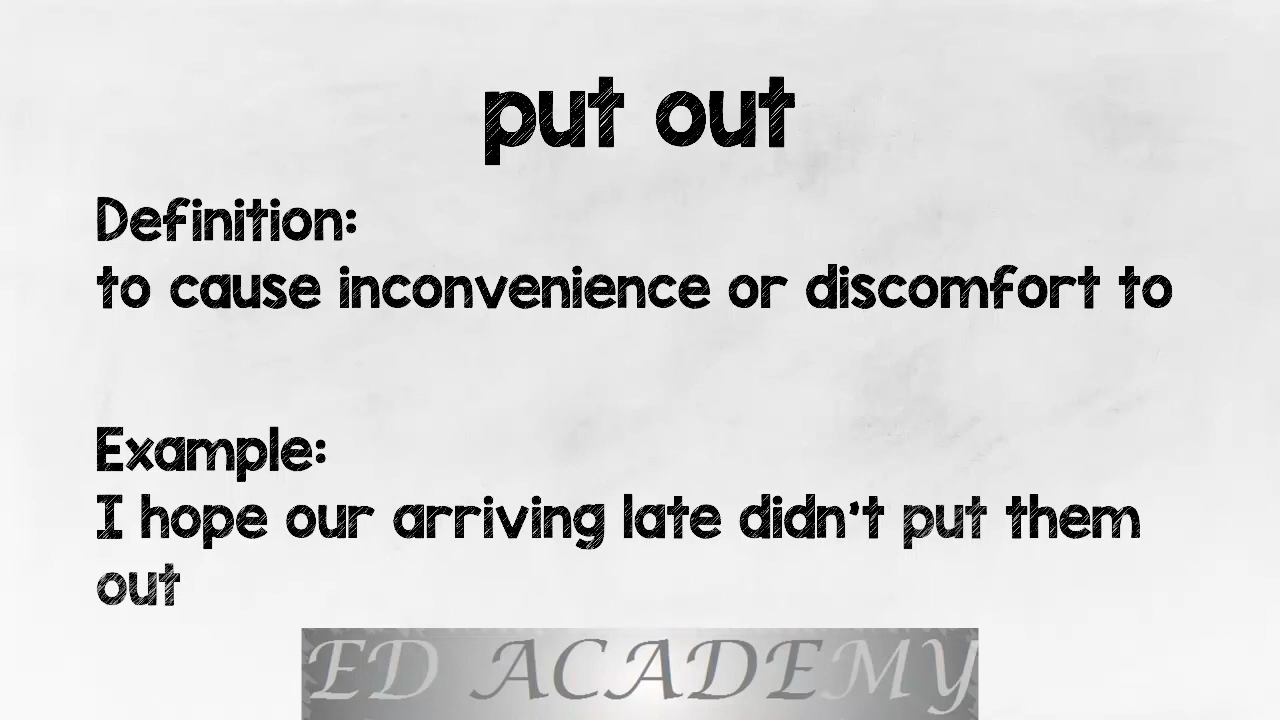 put out
Definition:
to cause inconvenience or discomfort to
Example:
I hope our arriving late didn't put them
out
ED ACADEMY